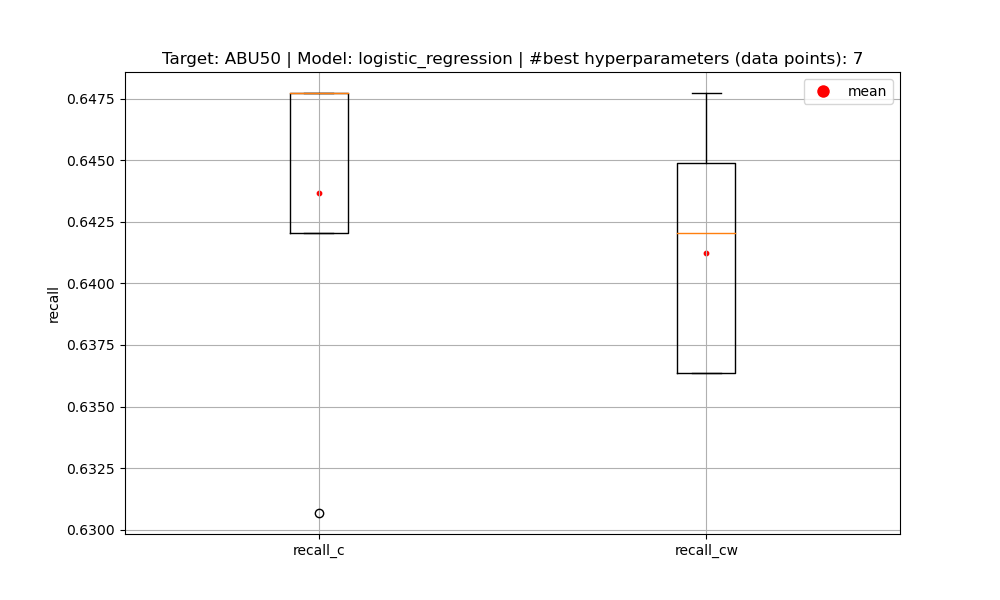 Target: ABU50 | Model: logistic_regression | #best hyperparameters (data points): 7
mean
0.6475
0.6450
0.6425
0.6400
0.6375
0.6350
0.6325
0.6300
recall
recall_c
recall_cw